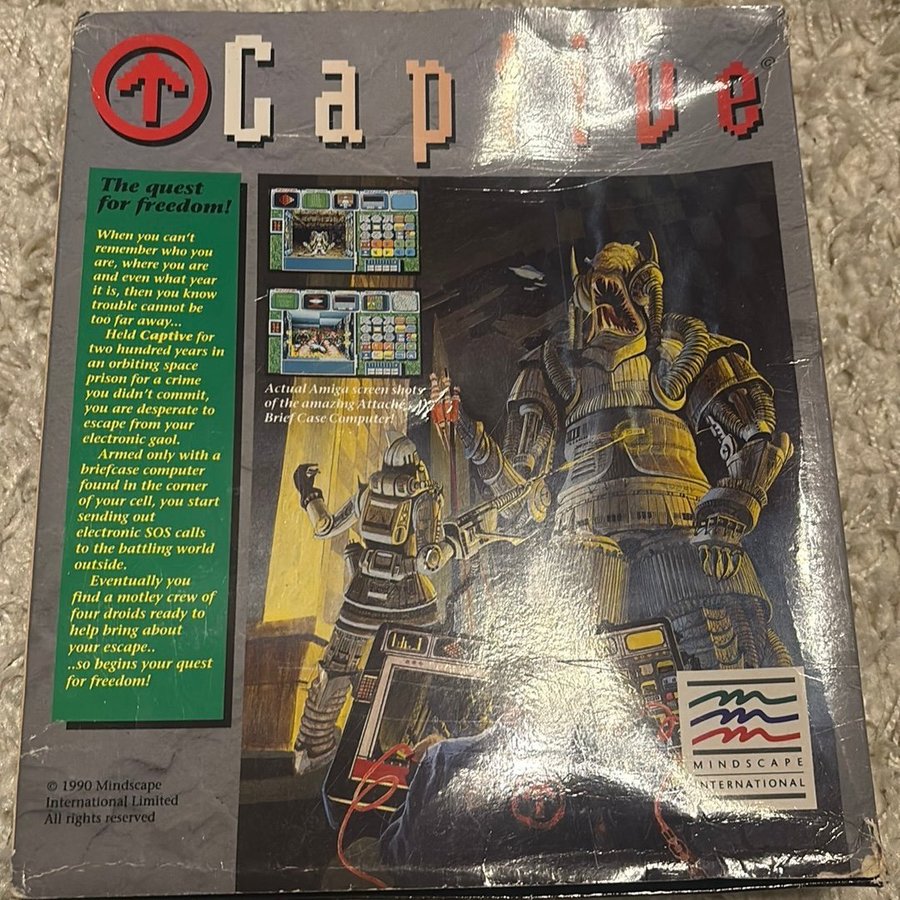 Captive
©
The quest
for freedom!
When you can't
remember who you
are, where you are
and even what year
it is, then you know
trouble cannot be
too far away...
Held Captive for
two hundred years in
an orbiting space
prison for a crime
you didn't commit,
you are desperate to
escape from your
electronic gaol.
Armed only with a
briefcase computer
found in the corner
of your cell, you start
sending out
electronic SOS calls
to the battling world
outside.
Eventually you
find a motley crew of
four droids ready to
help bring about
your escape..
..so begins your quest
for freedom!
Actual Amiga screen shots
of the amazing Attaché
Brief Case Computer!
© 1990 Mindscape
International Limited
All rights reserved
MINDSCAPE
INTERNATIONAL